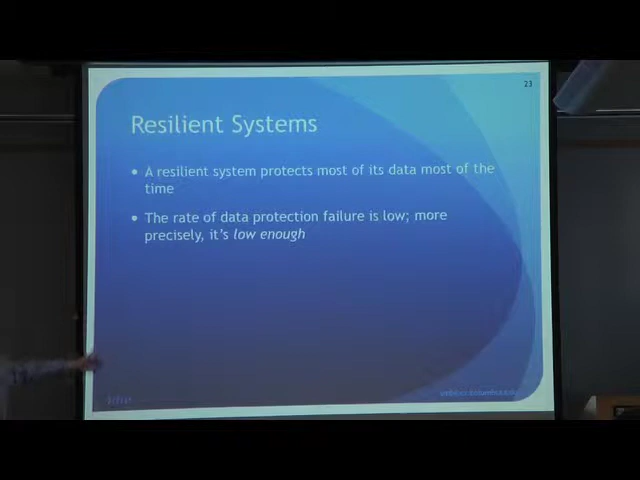 23
Resilient Systems
• A resilient system protects most of its data most of the
time
• The rate of data protection failure is low; more
precisely, it's low enough